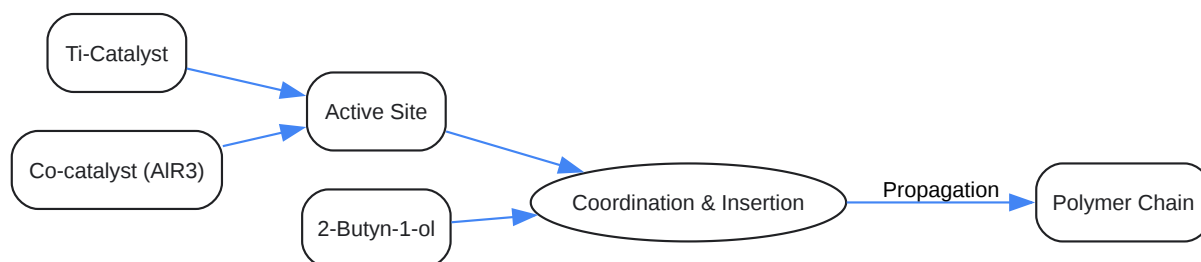 Ti-Catalyst
Co-catalyst (AlR3)
Active Site
2-Butyn-1-ol
Coordination & Insertion
Propagation
Polymer Chain